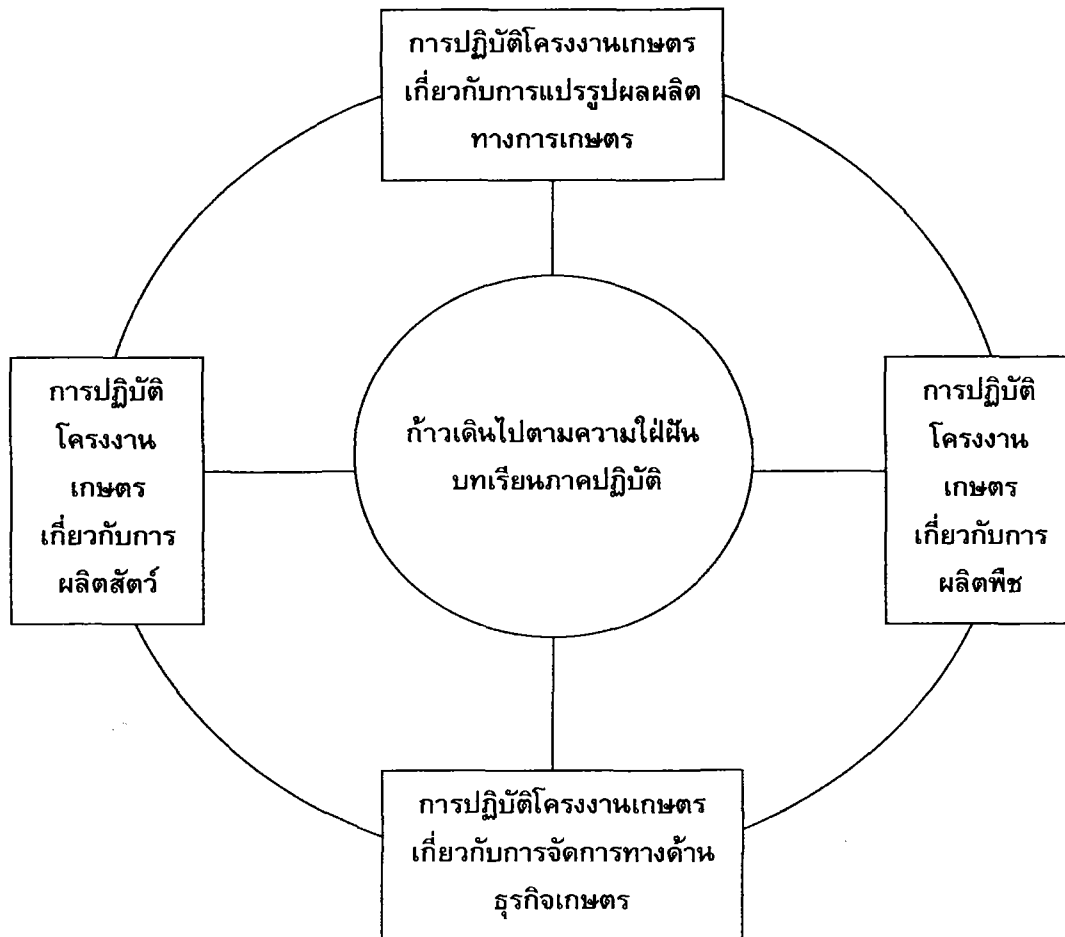 การปฏิบัติโครงงานเกษตร
เกี่ยวกับการแปรรูปผลผลิต
ทางการเกษตร
การปฏิบัติ
โครงงาน
เกษตร
เกี่ยวกับการ
ผลิตสัตว์
ก้าวเดินไปตามความใฝ่ฝัน
บทเรียนภาคปฏิบัติ
การปฏิบัติ
โครงงาน
เกษตร
เกี่ยวกับการ
ผลิตพืช
การปฏิบัติโครงงานเกษตร
เกี่ยวกับการจัดการทางด้าน
ธุรกิจเกษตร